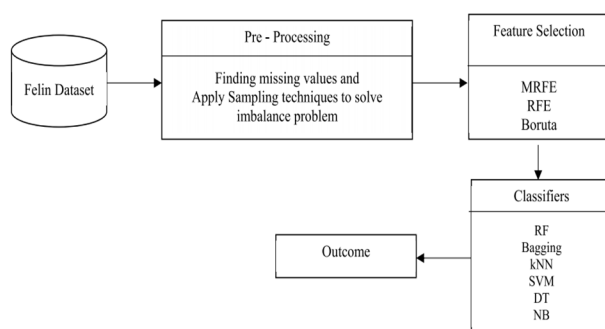 Felin Dataset
Pre - Processing
Finding missing values and
Apply Sampling techniques to solve
imbalance problem
Feature Selection
MRFE
RFE
Boruta
Classifiers
RF
Bagging
kNN
SVM
DT
NB
Outcome